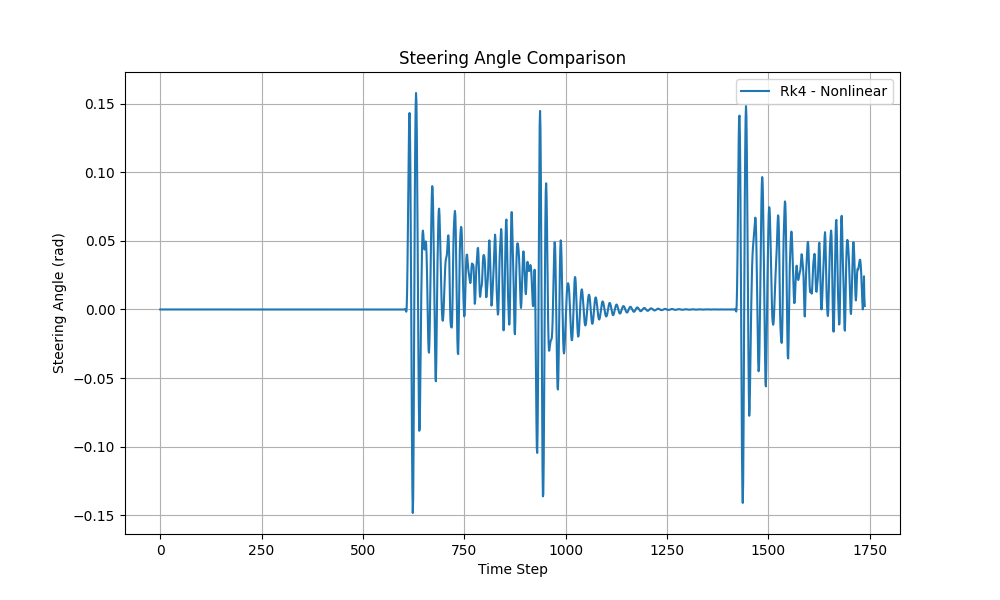 Steering Angle Comparison
Rk4 - Nonlinear
Steering Angle (rad)
0.15
0.10
0.05
0.00
−0.05
−0.10
−0.15
0 250 500 750 1000 1250 1500 1750
Time Step